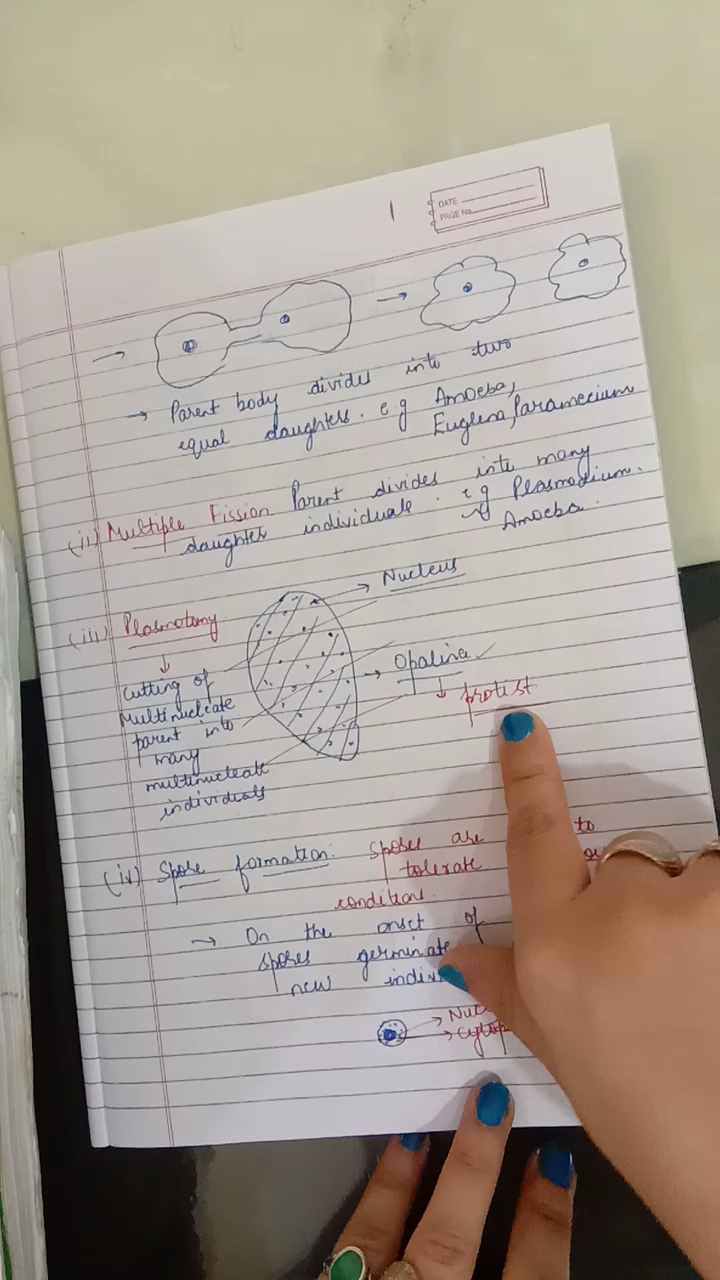 1
DATE
PAGE No.
→ Parent body divides into two
equal daughters. e g Amoeba,
Euglena, Paramecium
(ii) Multiple Fission Parent divides into many
daughter individuals. e g Plasmodium.
Amoeba.
→ Nucleus
(iii) Plasmotomy
↓
→ Opalina
↓ protist
Cutting of
Multinucleate
parent into
many
multinucleate
individuals
(iv) Spore formation: Spores are to
tolerate
condition.
→ On the onset of
spores germinate
new
→
→